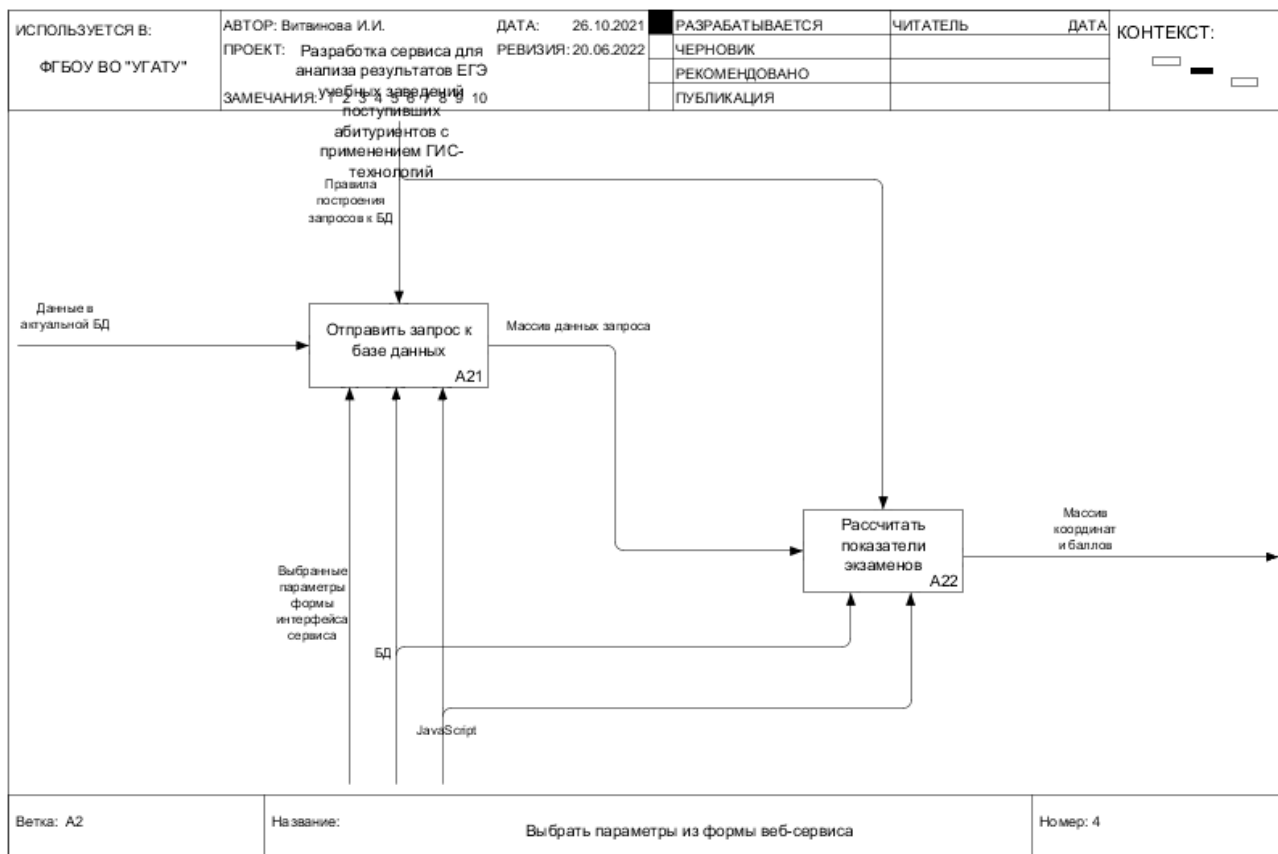 ИСПОЛЬЗУЕТСЯ В:
ФГБОУ ВО "УГАТУ"
АВТОР: Витвинова И.И.
ДАТА: 26.10.2021
ПРОЕКТ: Разработка сервиса для
анализа результатов ЕГЭ
учебных заведений
поступивших
абитуриентов с
применением ГИС-
технологий
РЕВИЗИЯ: 20.06.2022
ЗАМЕЧАНИЯ: 1 2 3 4 5 6 7 8 9 10
РАЗРАБАТЫВАЕТСЯ
ЧЕРНОВИК
РЕКОМЕНДОВАНО
ПУБЛИКАЦИЯ
ЧИТАТЕЛЬ ДАТА
КОНТЕКСТ:
Правила
построения
запросов к БД
Данные в
актуальной БД
Отправить запрос к
базе данных
A21
Массив данных запроса
Рассчитать
показатели
экзаменов
A22
Массив
координат
и баллов
Выбранные
параметры
формы
интерфейса
сервиса
БД
JavaScript
Ветка: A2
Название:
Выбрать параметры из формы веб-сервиса
Номер: 4